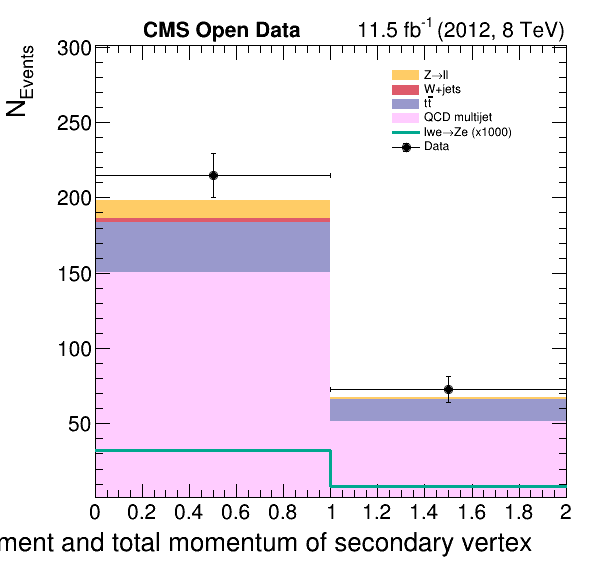 CMS Open Data
11.5 fb-1 (2012, 8 TeV)
NEvents
300
250
200
150
100
50
Z→ll
W+jets
tt̄
QCD multijet
lwe→Ze (x1000)
Data
0 0.2 0.4 0.6 0.8 1 1.2 1.4 1.6 1.8 2
ment and total momentum of secondary vertex